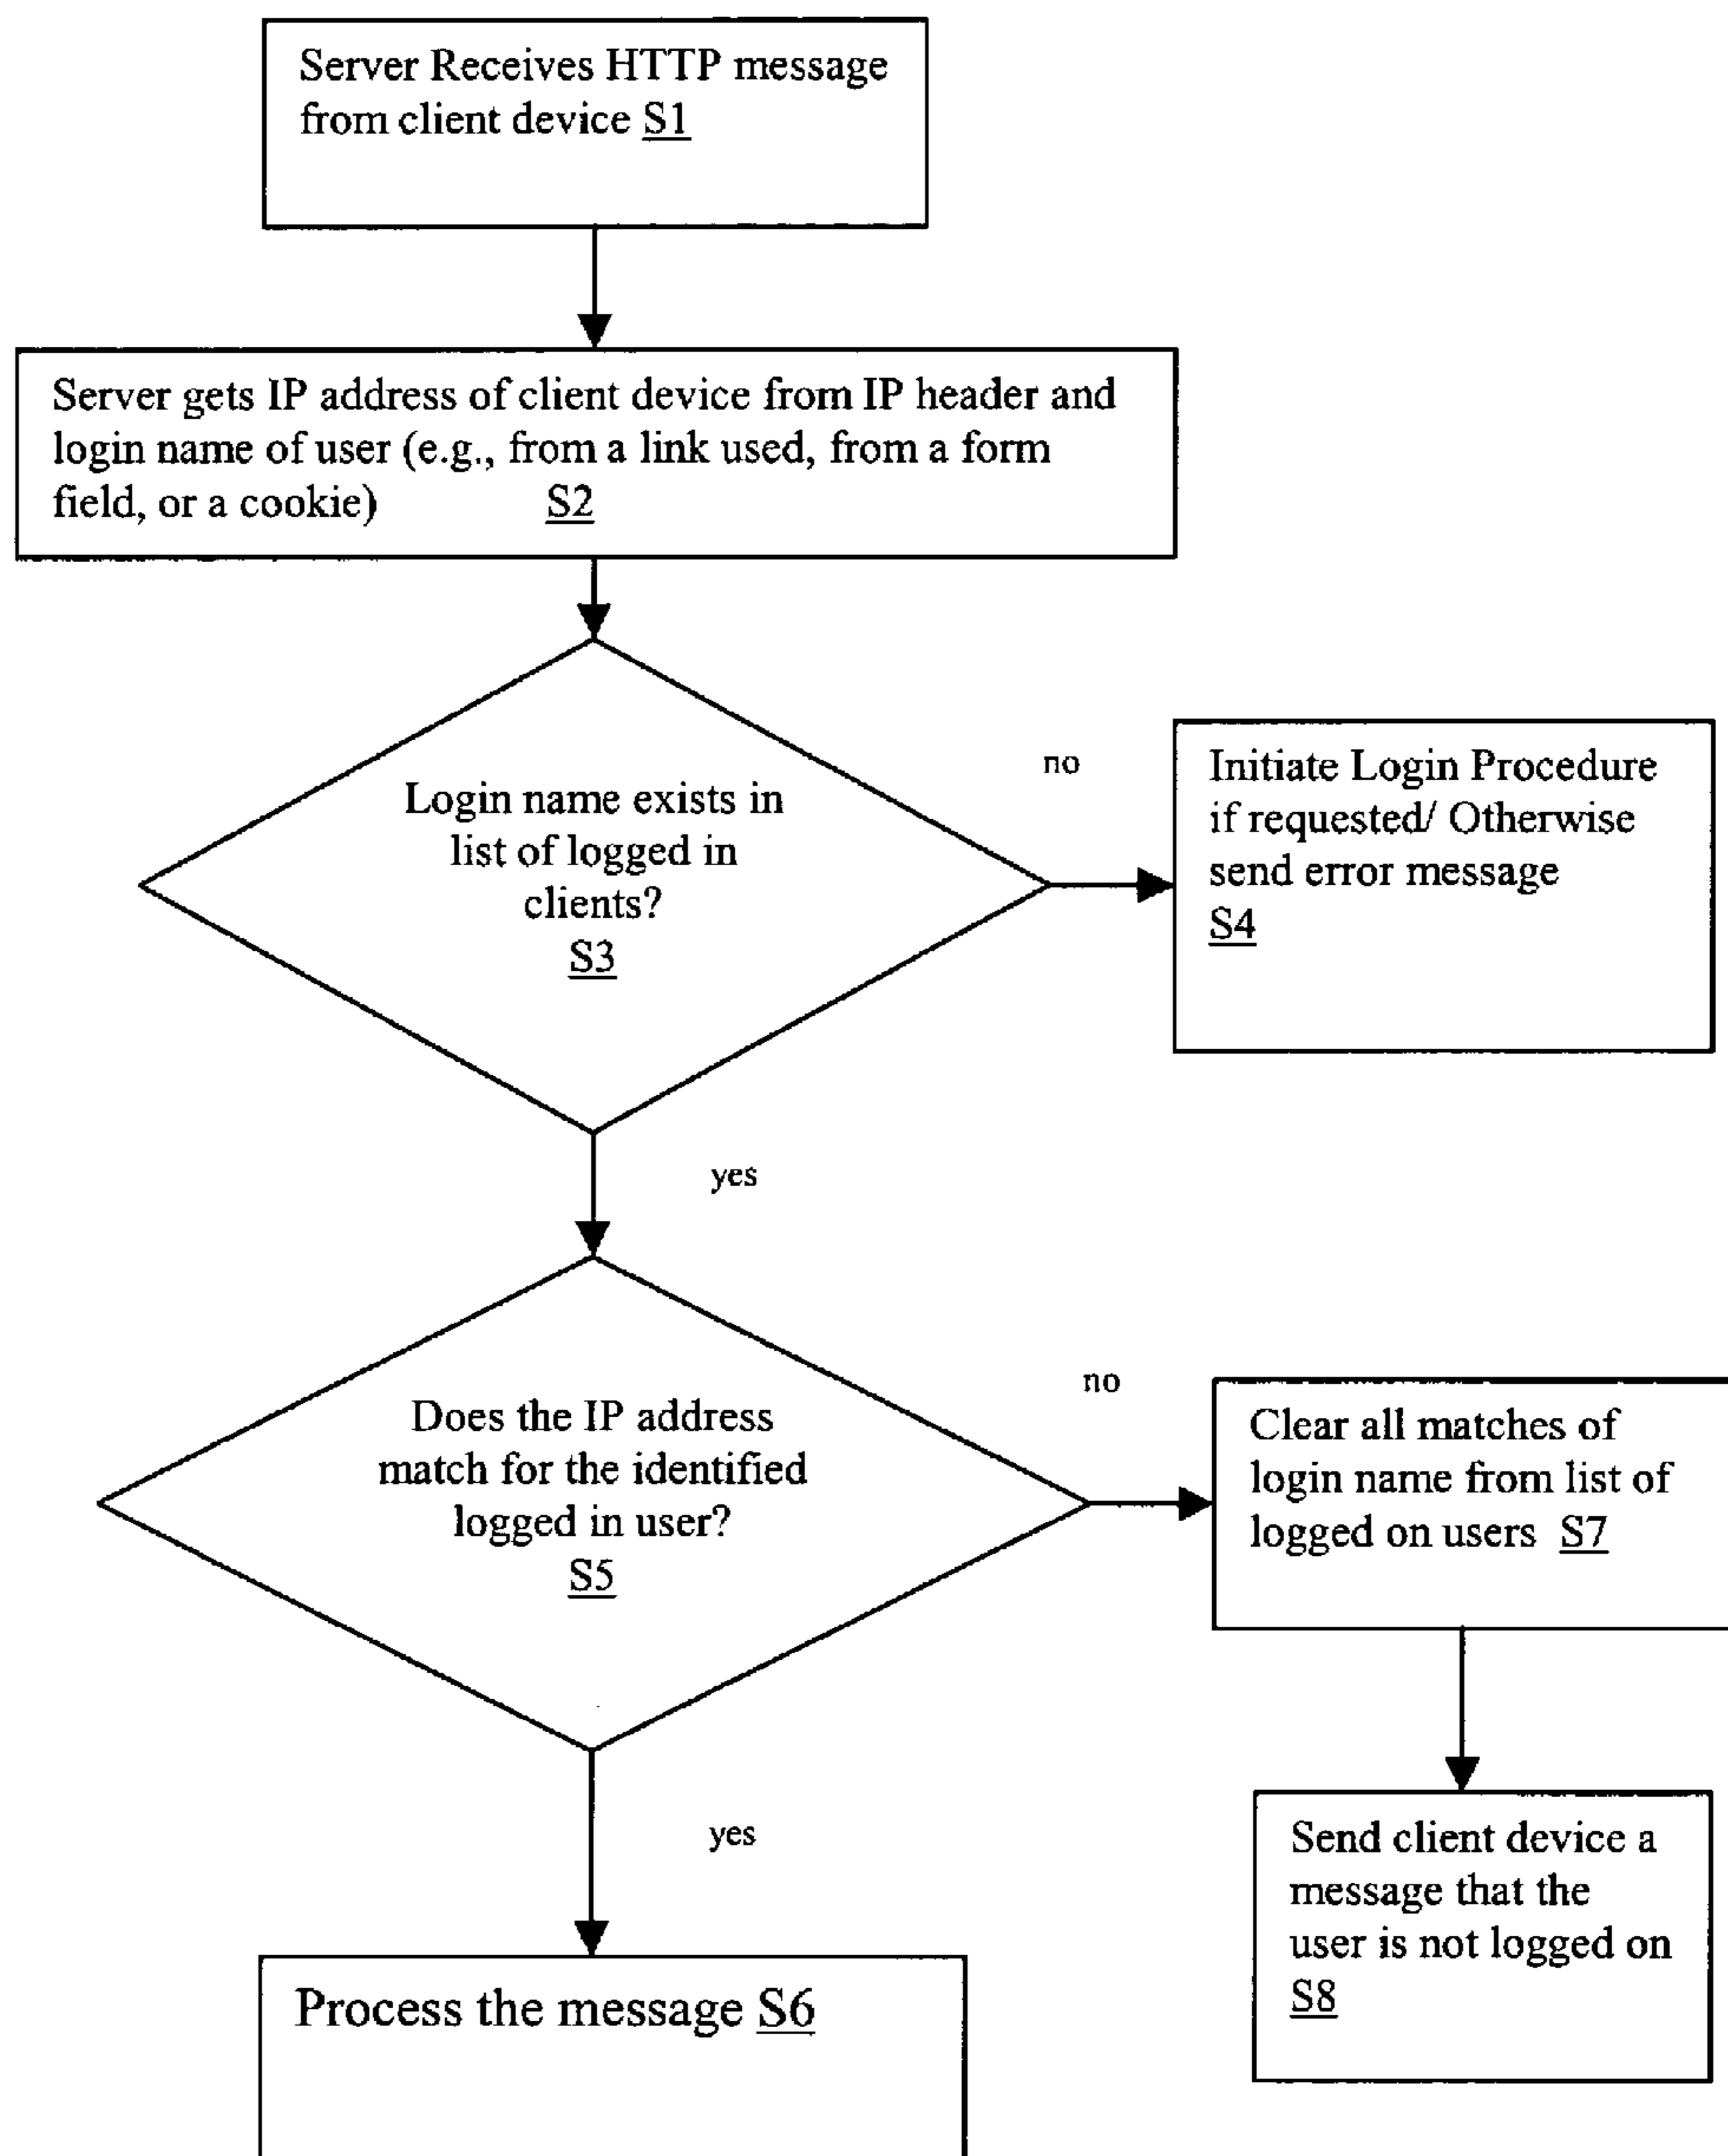 Server Receives HTTP message
from client device S1
Server gets IP address of client device from IP header and
login name of user (e.g., from a link used, from a form
field, or a cookie) S2
Login name exists in
list of logged in
clients?
S3
no
Initiate Login Procedure
if requested/ Otherwise
send error message
S4
yes
Does the IP address
match for the identified
logged in user?
S5
no
Clear all matches of
login name from list of
logged on users S7
yes
Send client device a
message that the
user is not logged on
S8
Process the message S6